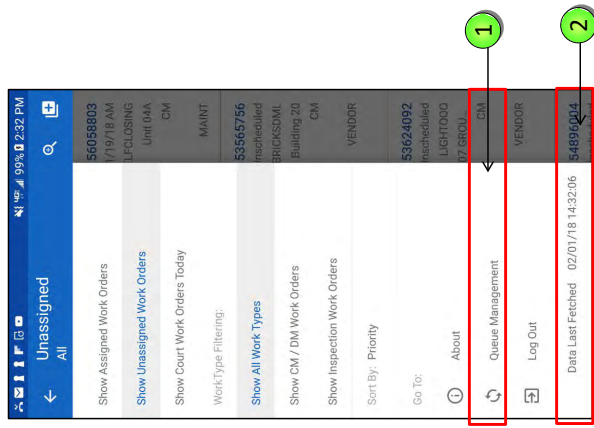 99% 2:32 PM
Unassigned
All
Show Assigned Work Orders
Show Unassigned Work Orders
Show Court Work Orders Today
WorkType Filtering:
Show All Work Types
Show CM / DM Work Orders
Show Inspection Work Orders
Sort By: Priority
Go To:
About
Queue Management
Log Out
Data Last Fetched 02/01/18 14:32:06
56058803
1/19/18 AM
LFCLOSING
Unit 04A
CM
MAINT
53565756
nscheduled
BRICKSDML
Building 20
CM
VENDOR
53624092
nscheduled
LIGHTOOO
07 GROU...
CM
VENDOR
54896004
1
2